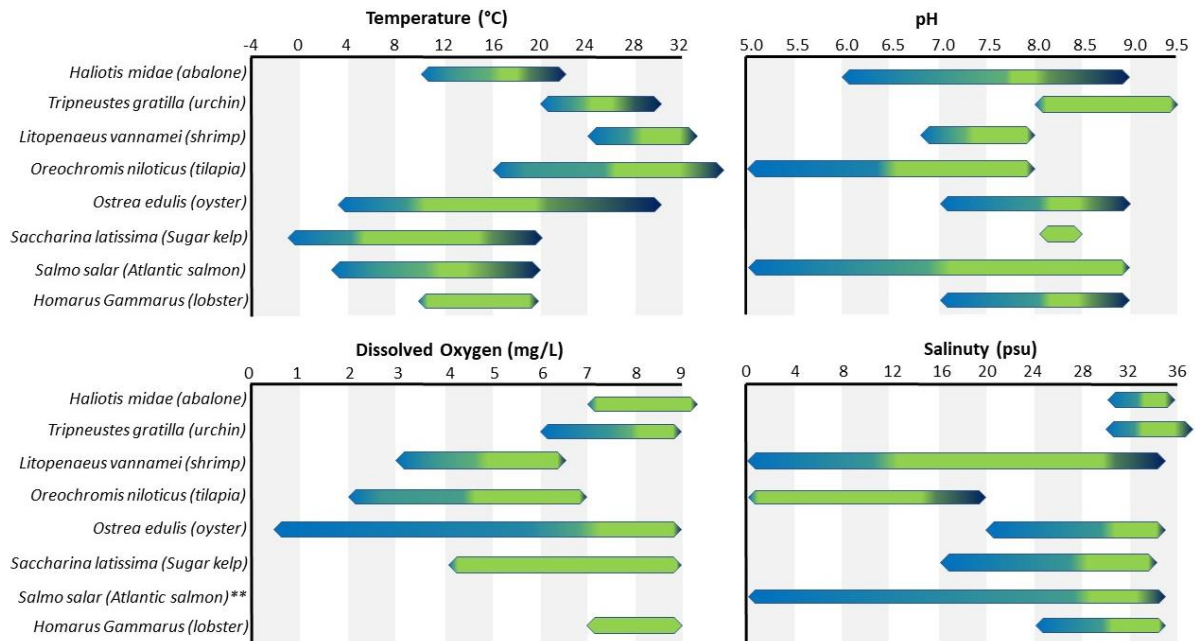 Temperature (°C)
pH
-4 0 4 8 12 16 20 24 28 32
5.0 5.5 6.0 6.5 7.0 7.5 8.0 8.5 9.0 9.5
Haliotis midae (abalone)
Tripneustes gratilla (urchin)
Litopenaeus vannamei (shrimp)
Oreochromis niloticus (tilapia)
Ostrea edulis (oyster)
Saccharina latissima (Sugar kelp)
Salmo salar (Atlantic salmon)
Homarus Gammarus (lobster)
Dissolved Oxygen (mg/L)
Salinuty (psu)
0 1 2 3 4 5 6 7 8 9
0 4 8 12 16 20 24 28 32 36
Haliotis midae (abalone)
Tripneustes gratilla (urchin)
Litopenaeus vannamei (shrimp)
Oreochromis niloticus (tilapia)
Ostrea edulis (oyster)
Saccharina latissima (Sugar kelp)
Salmo salar (Atlantic salmon)**
Homarus Gammarus (lobster)